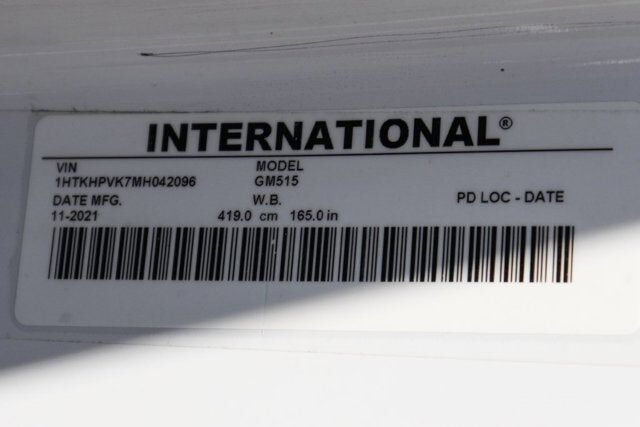 INTERNATIONAL®
VIN MODEL
1HTKHPVK7MH042096 GM515
DATE MFG. W.B. PD LOC - DATE
11-2021 419.0 cm 165.0 in